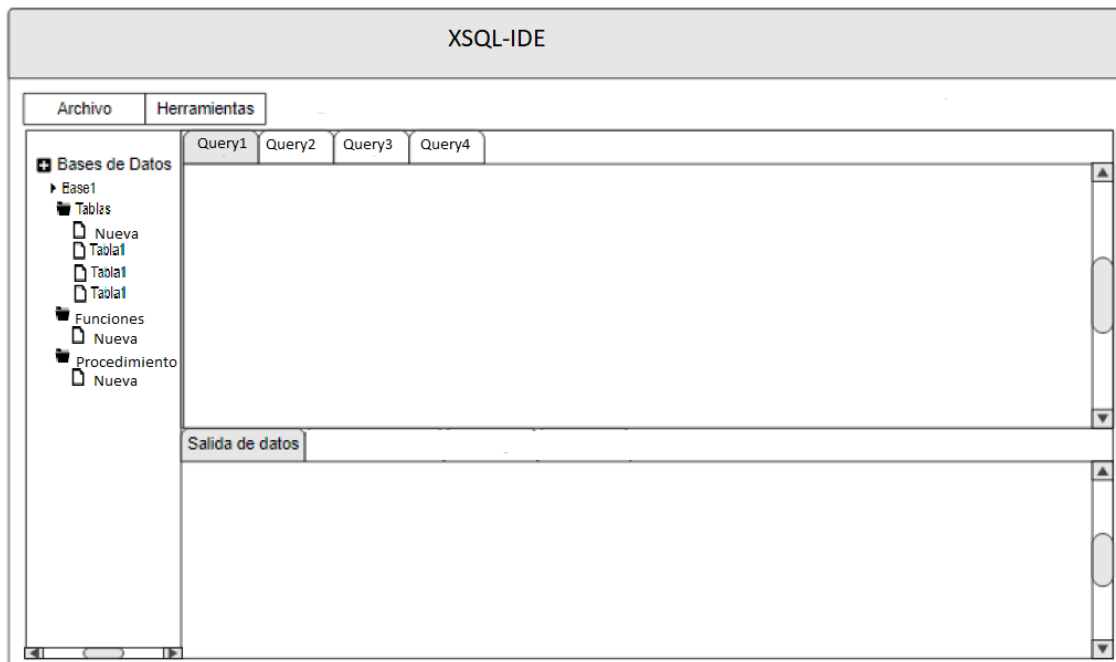 XSQL-IDE
Archivo Herramientas
Query1 Query2 Query3 Query4
Bases de Datos
Base1
Tablas
Nueva
Tabla1
Tabla1
Tabla1
Funciones
Nueva
Procedimiento
Nueva
Salida de datos